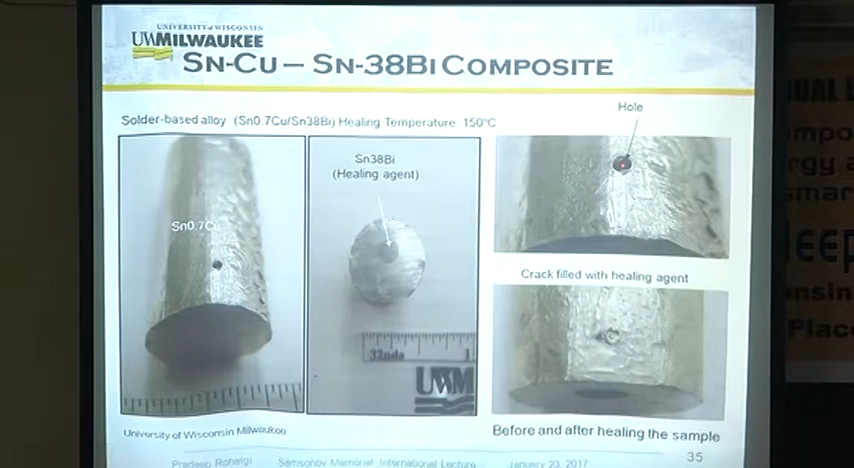 UNIVERSITY of WISCONSIN
UWMILWAUKEE
SN-CU – SN-38BI COMPOSITE
Solder-based alloy (Sn0.7Cu/Sn38Bi) Healing Temperature: 150°C
Hole
Sn38Bi
(Healing agent)
Sn0.7Cu
Crack filled with healing agent
32nds 1
UWM
University of Wisconsin Milwaukee
Before and after healing the sample
Pradeep Rohatgi Samsonov Memorial International Lecture January 23, 2017
35